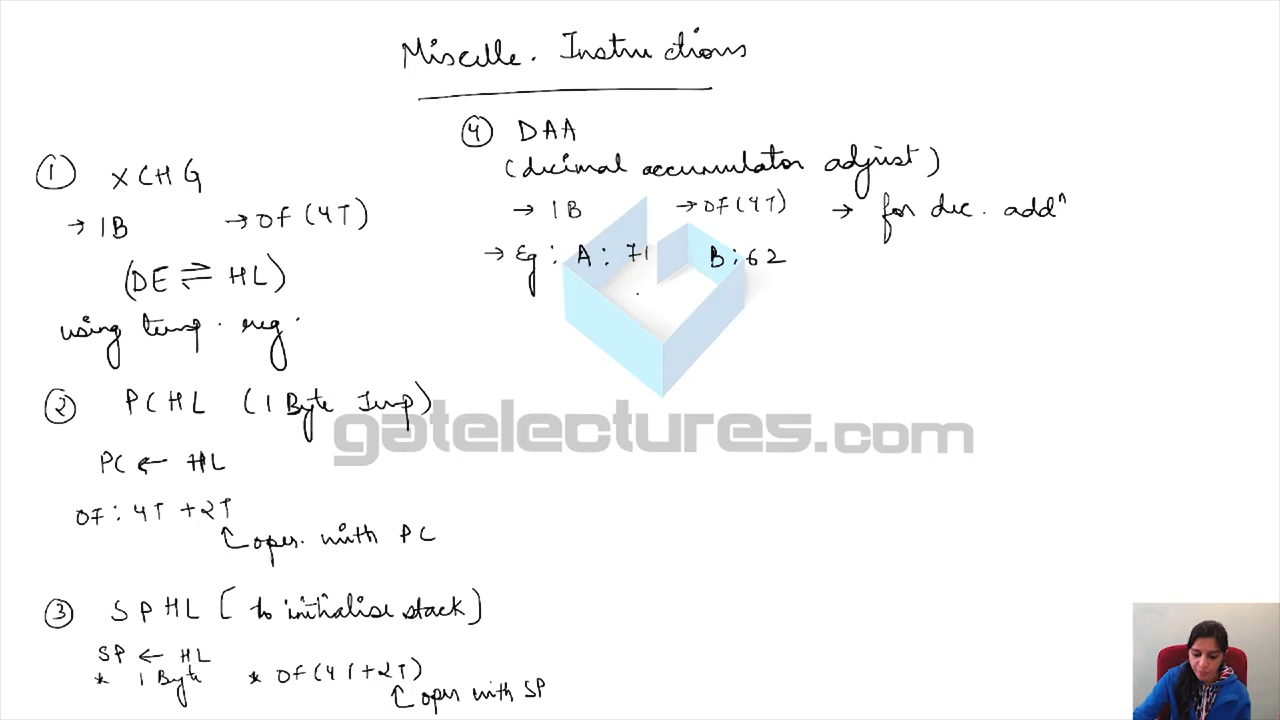 Miscelle. Instructions
① XCHG
→ 1B → OF (4T)
(DE ⇌ HL)
using temp. reg.
② PCHL (1 Byte Jump)
PC ← HL
OF : 4T + 2T
oper. with PC
③ SPHL [to initialise stack]
SP ← HL
* 1 Byte * OF (4T+2T)
oper with SP
④ DAA
(decimal accumulator adjust)
→ 1B → OF (4T) → for dec. addⁿ
→ Eg : A : 71 B : 62
gatelectures.com